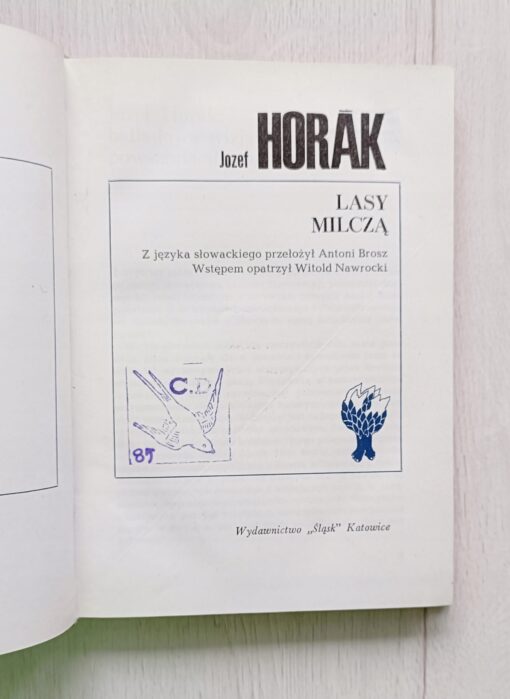 Jozef HORÁK
LASY
MILCZĄ
Z języka słowackiego przełożył Antoni Brosz
Wstępem opatrzył Witold Nawrocki
C.D.
85
Wydawnictwo „Śląsk” Katowice